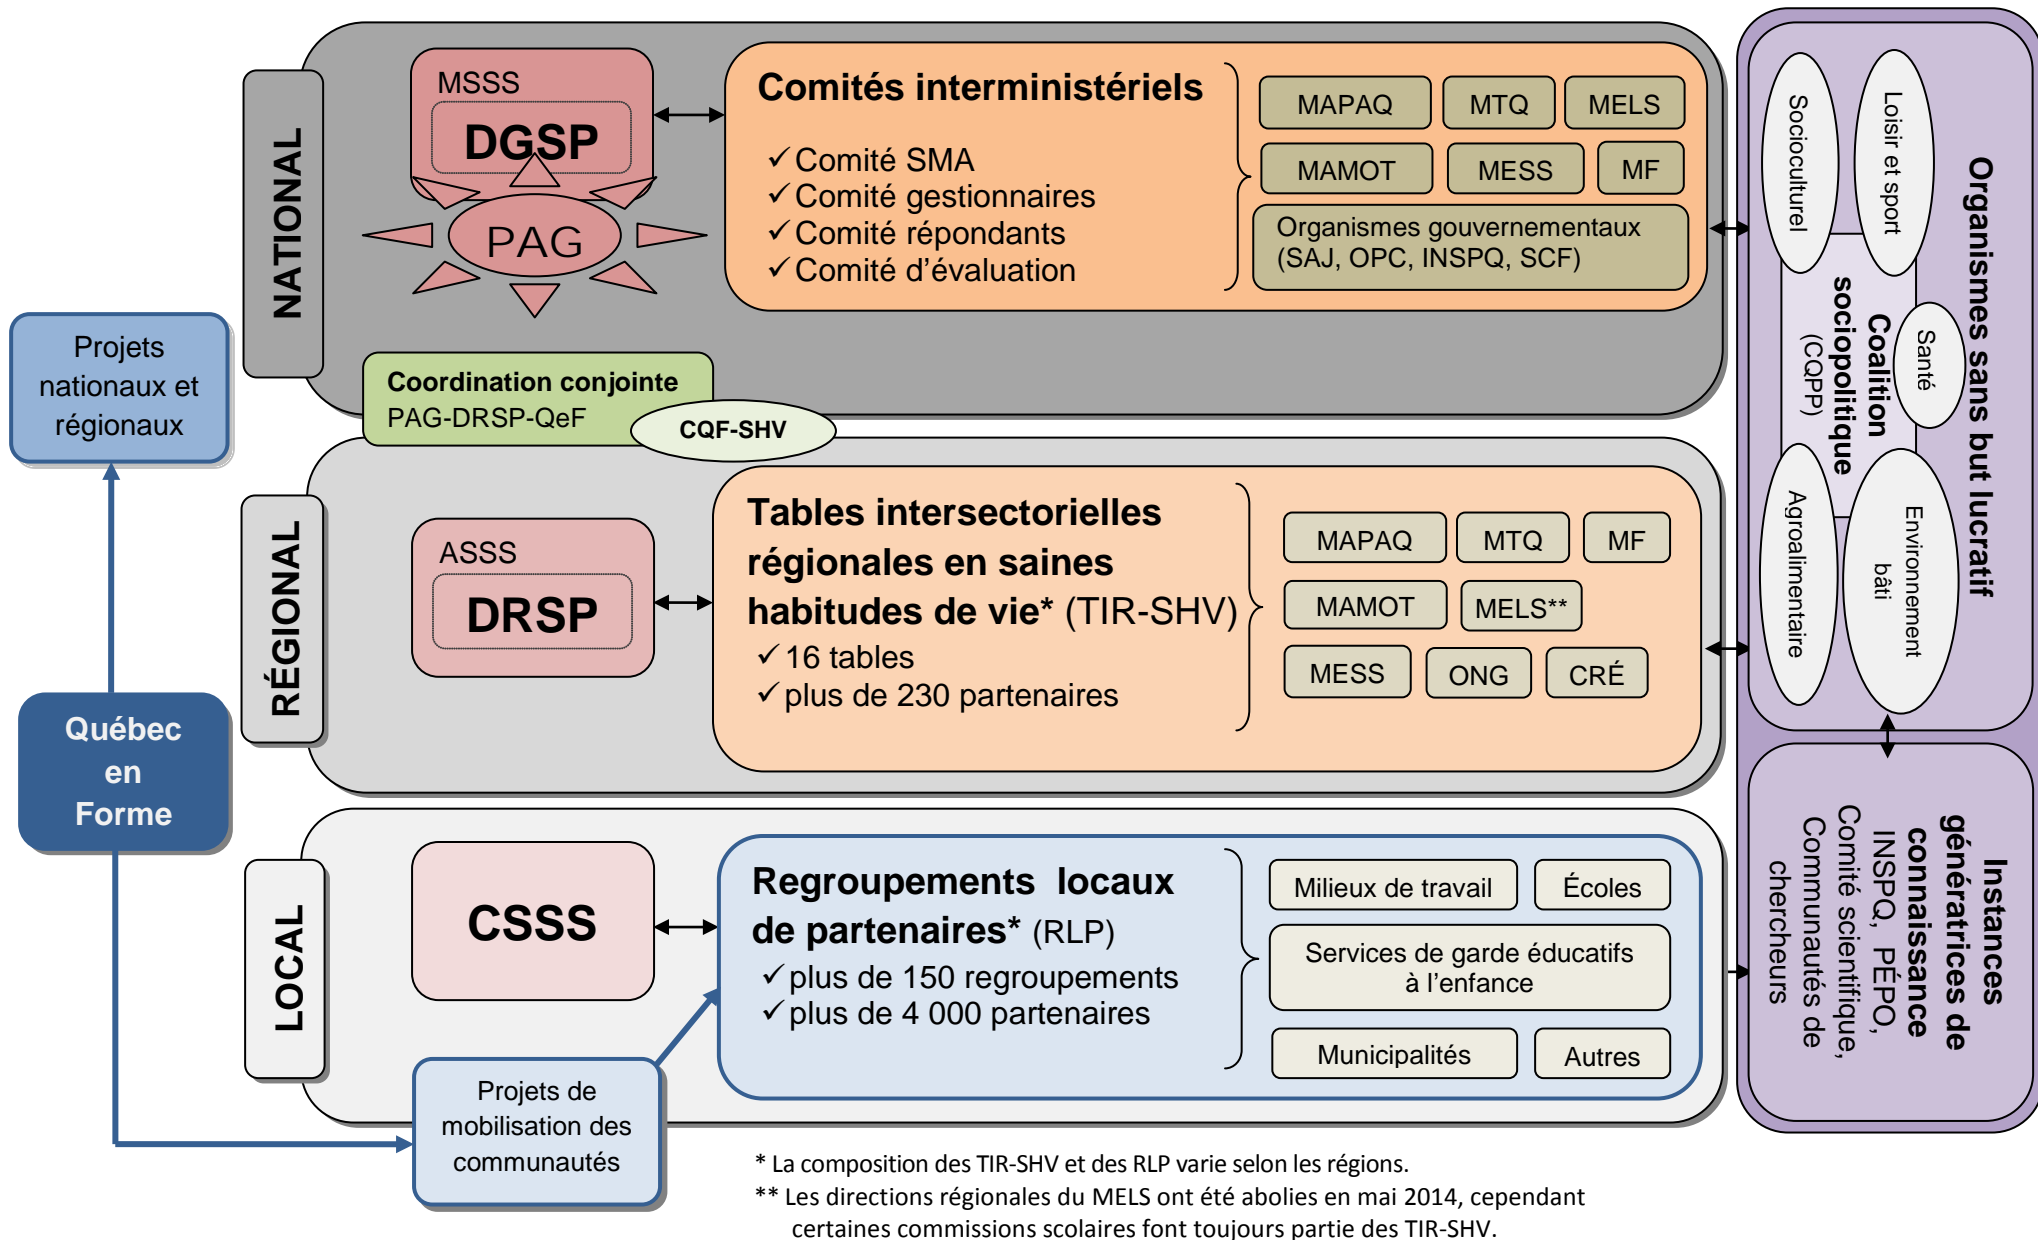 NATIONAL
MSSS
DGSP
PAG
Comités interministériels
✓ Comité SMA
✓ Comité gestionnaires
✓ Comité répondants
✓ Comité d'évaluation
MAPAQ
MTQ
MELS
MAMOT
MESS
MF
Organismes gouvernementaux
(SAJ, OPC, INSPQ, SCF)
Coordination conjointe
PAG-DRSP-QeF
CQF-SHV
RÉGIONAL
ASSS
DRSP
Tables intersectorielles
régionales en saines
habitudes de vie* (TIR-SHV)
✓ 16 tables
✓ plus de 230 partenaires
MAPAQ
MTQ
MF
MAMOT
MELS**
MESS
ONG
CRÉ
LOCAL
CSSS
Regroupements locaux
de partenaires* (RLP)
✓ plus de 150 regroupements
✓ plus de 4 000 partenaires
Milieux de travail
Écoles
Services de garde éducatifs
à l'enfance
Municipalités
Autres
Projets
nationaux et
régionaux
Québec
en
Forme
Projets de
mobilisation des
communautés
Organismes sans but lucratif
Socioculturel
Loisir et sport
Santé
Coalition
sociopolitique
(CQPP)
Agroalimentaire
Environnement
bâti
Instances
génératrices de
connaissance
INSPQ, PÉPO,
Comité scientifique,
Communautés de
chercheurs
* La composition des TIR-SHV et des RLP varie selon les régions.
** Les directions régionales du MELS ont été abolies en mai 2014, cependant
certaines commissions scolaires font toujours partie des TIR-SHV.